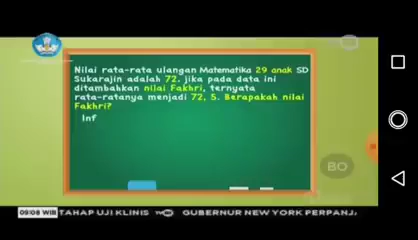 Nilai rata-rata ulangan Matematika 29 anak SD
Sukarajin adalah 72. jika pada data ini
ditambahkan nilai Fakhri, ternyata
rata-ratanya menjadi 72, 5. Berapakah nilai
Fakhri?
Inf
BO
09:08 WIB TAHAP UJI KLINIS GUBERNUR NEW YORK PERPANJ